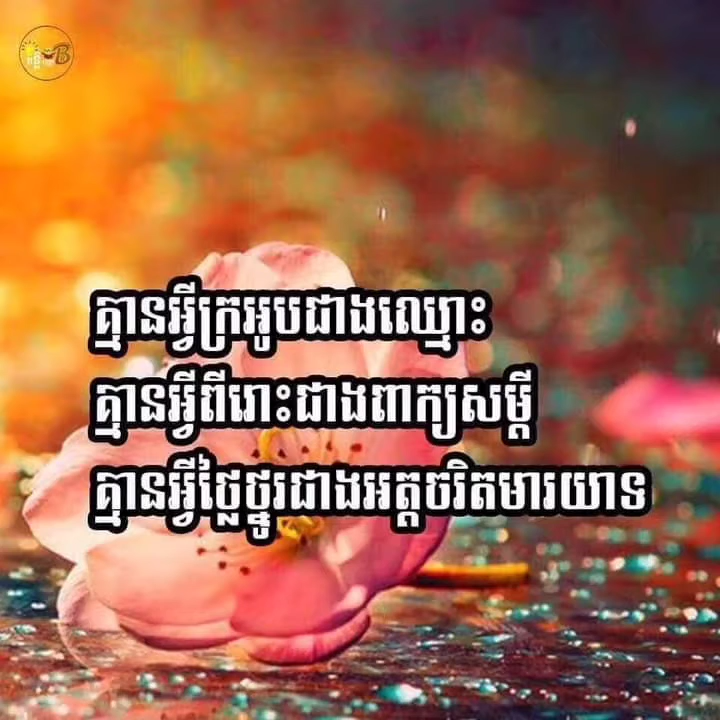 គ្មានអ្វីក្រអូបជាងឈ្មោះ
គ្មានអ្វីពីរោះជាងពាក្យសម្ដី
គ្មានអ្វីថ្លៃថ្នូរជាងអត្តចរិតមារយាទ